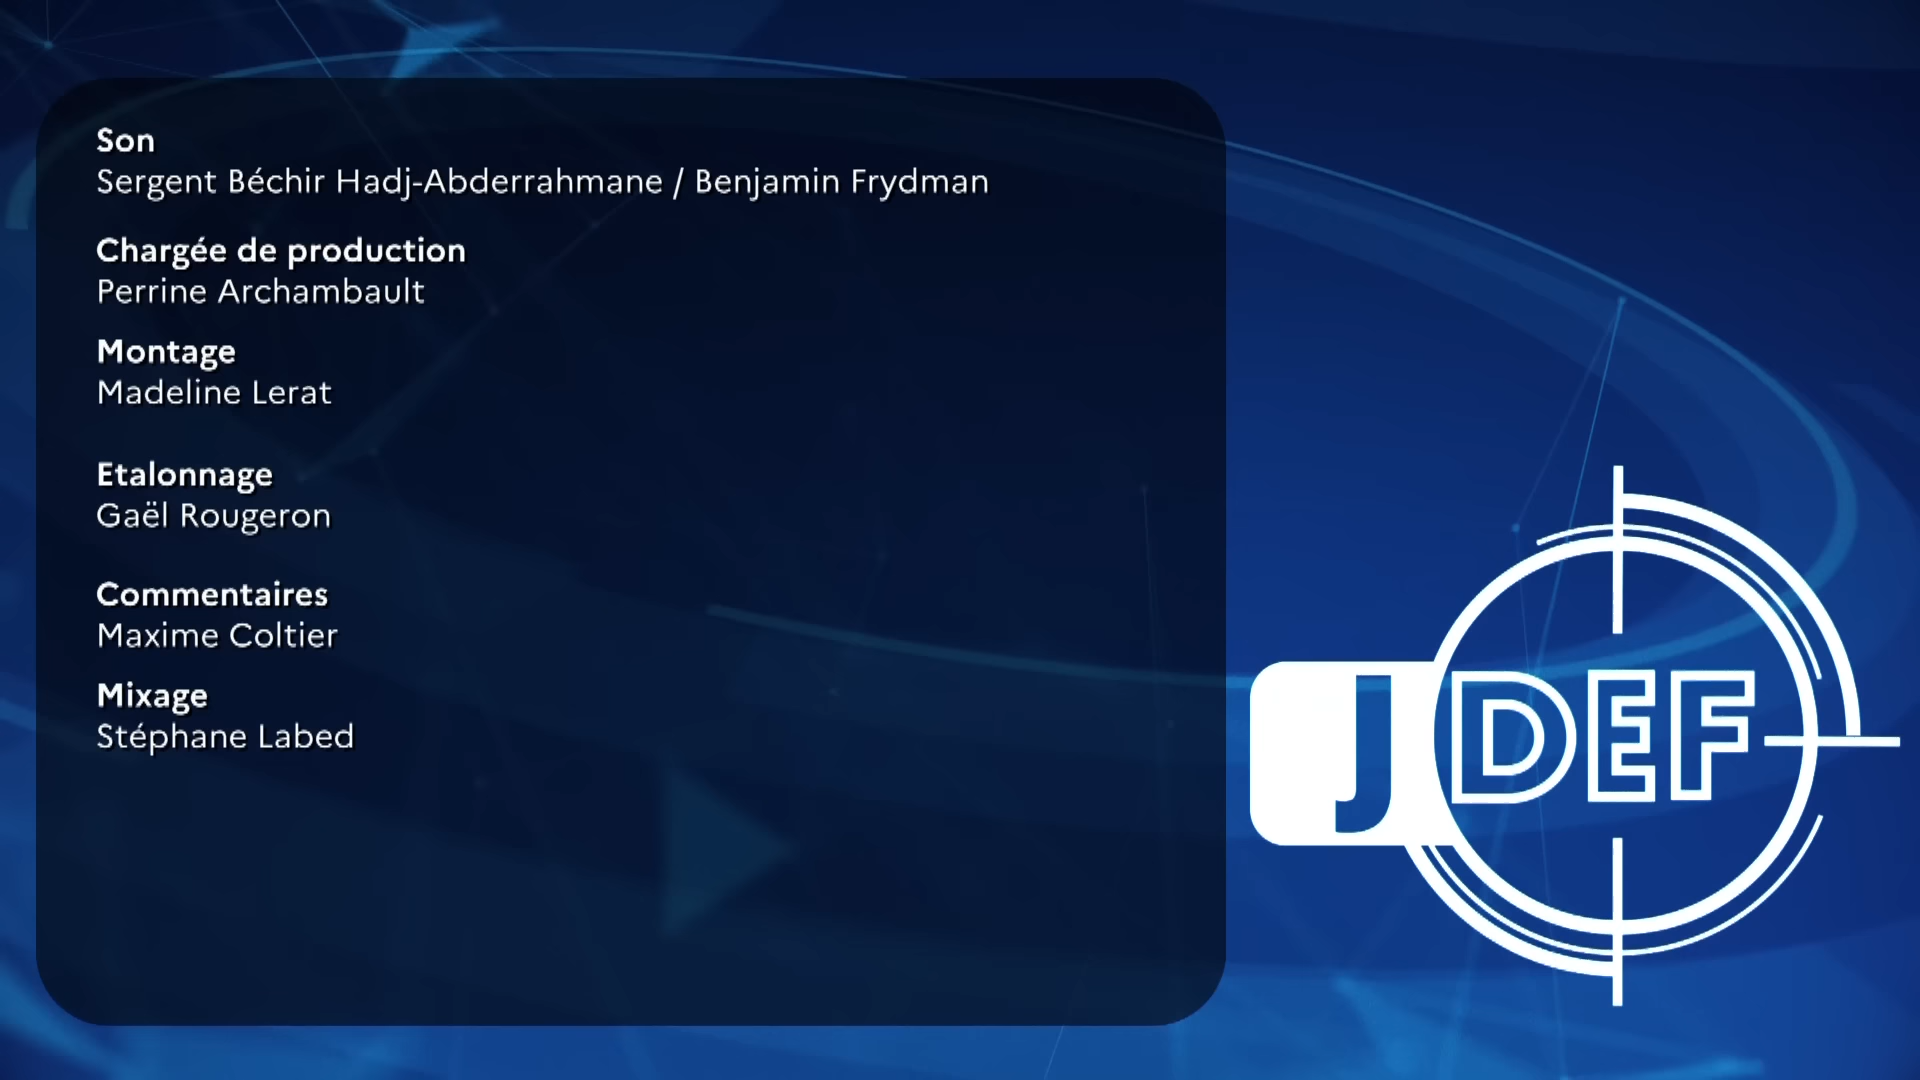 Son
Sergent Béchir Hadj-Abderrahmane / Benjamin Frydman
Chargée de production
Perrine Archambault
Montage
Madeline Lerat
Etalonnage
Gaël Rougeron
Commentaires
Maxime Coltier
Mixage
Stéphane Labed
JDEF